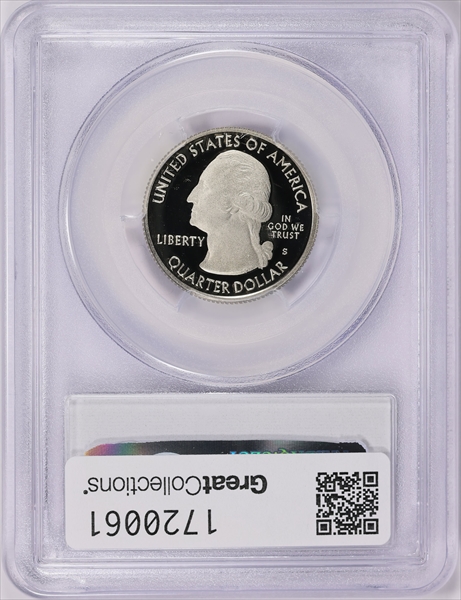 UNITED STATES OF AMERICA
LIBERTY
IN
GOD WE
TRUST
S
QUARTER DOLLAR
GreatCollections®
1720061